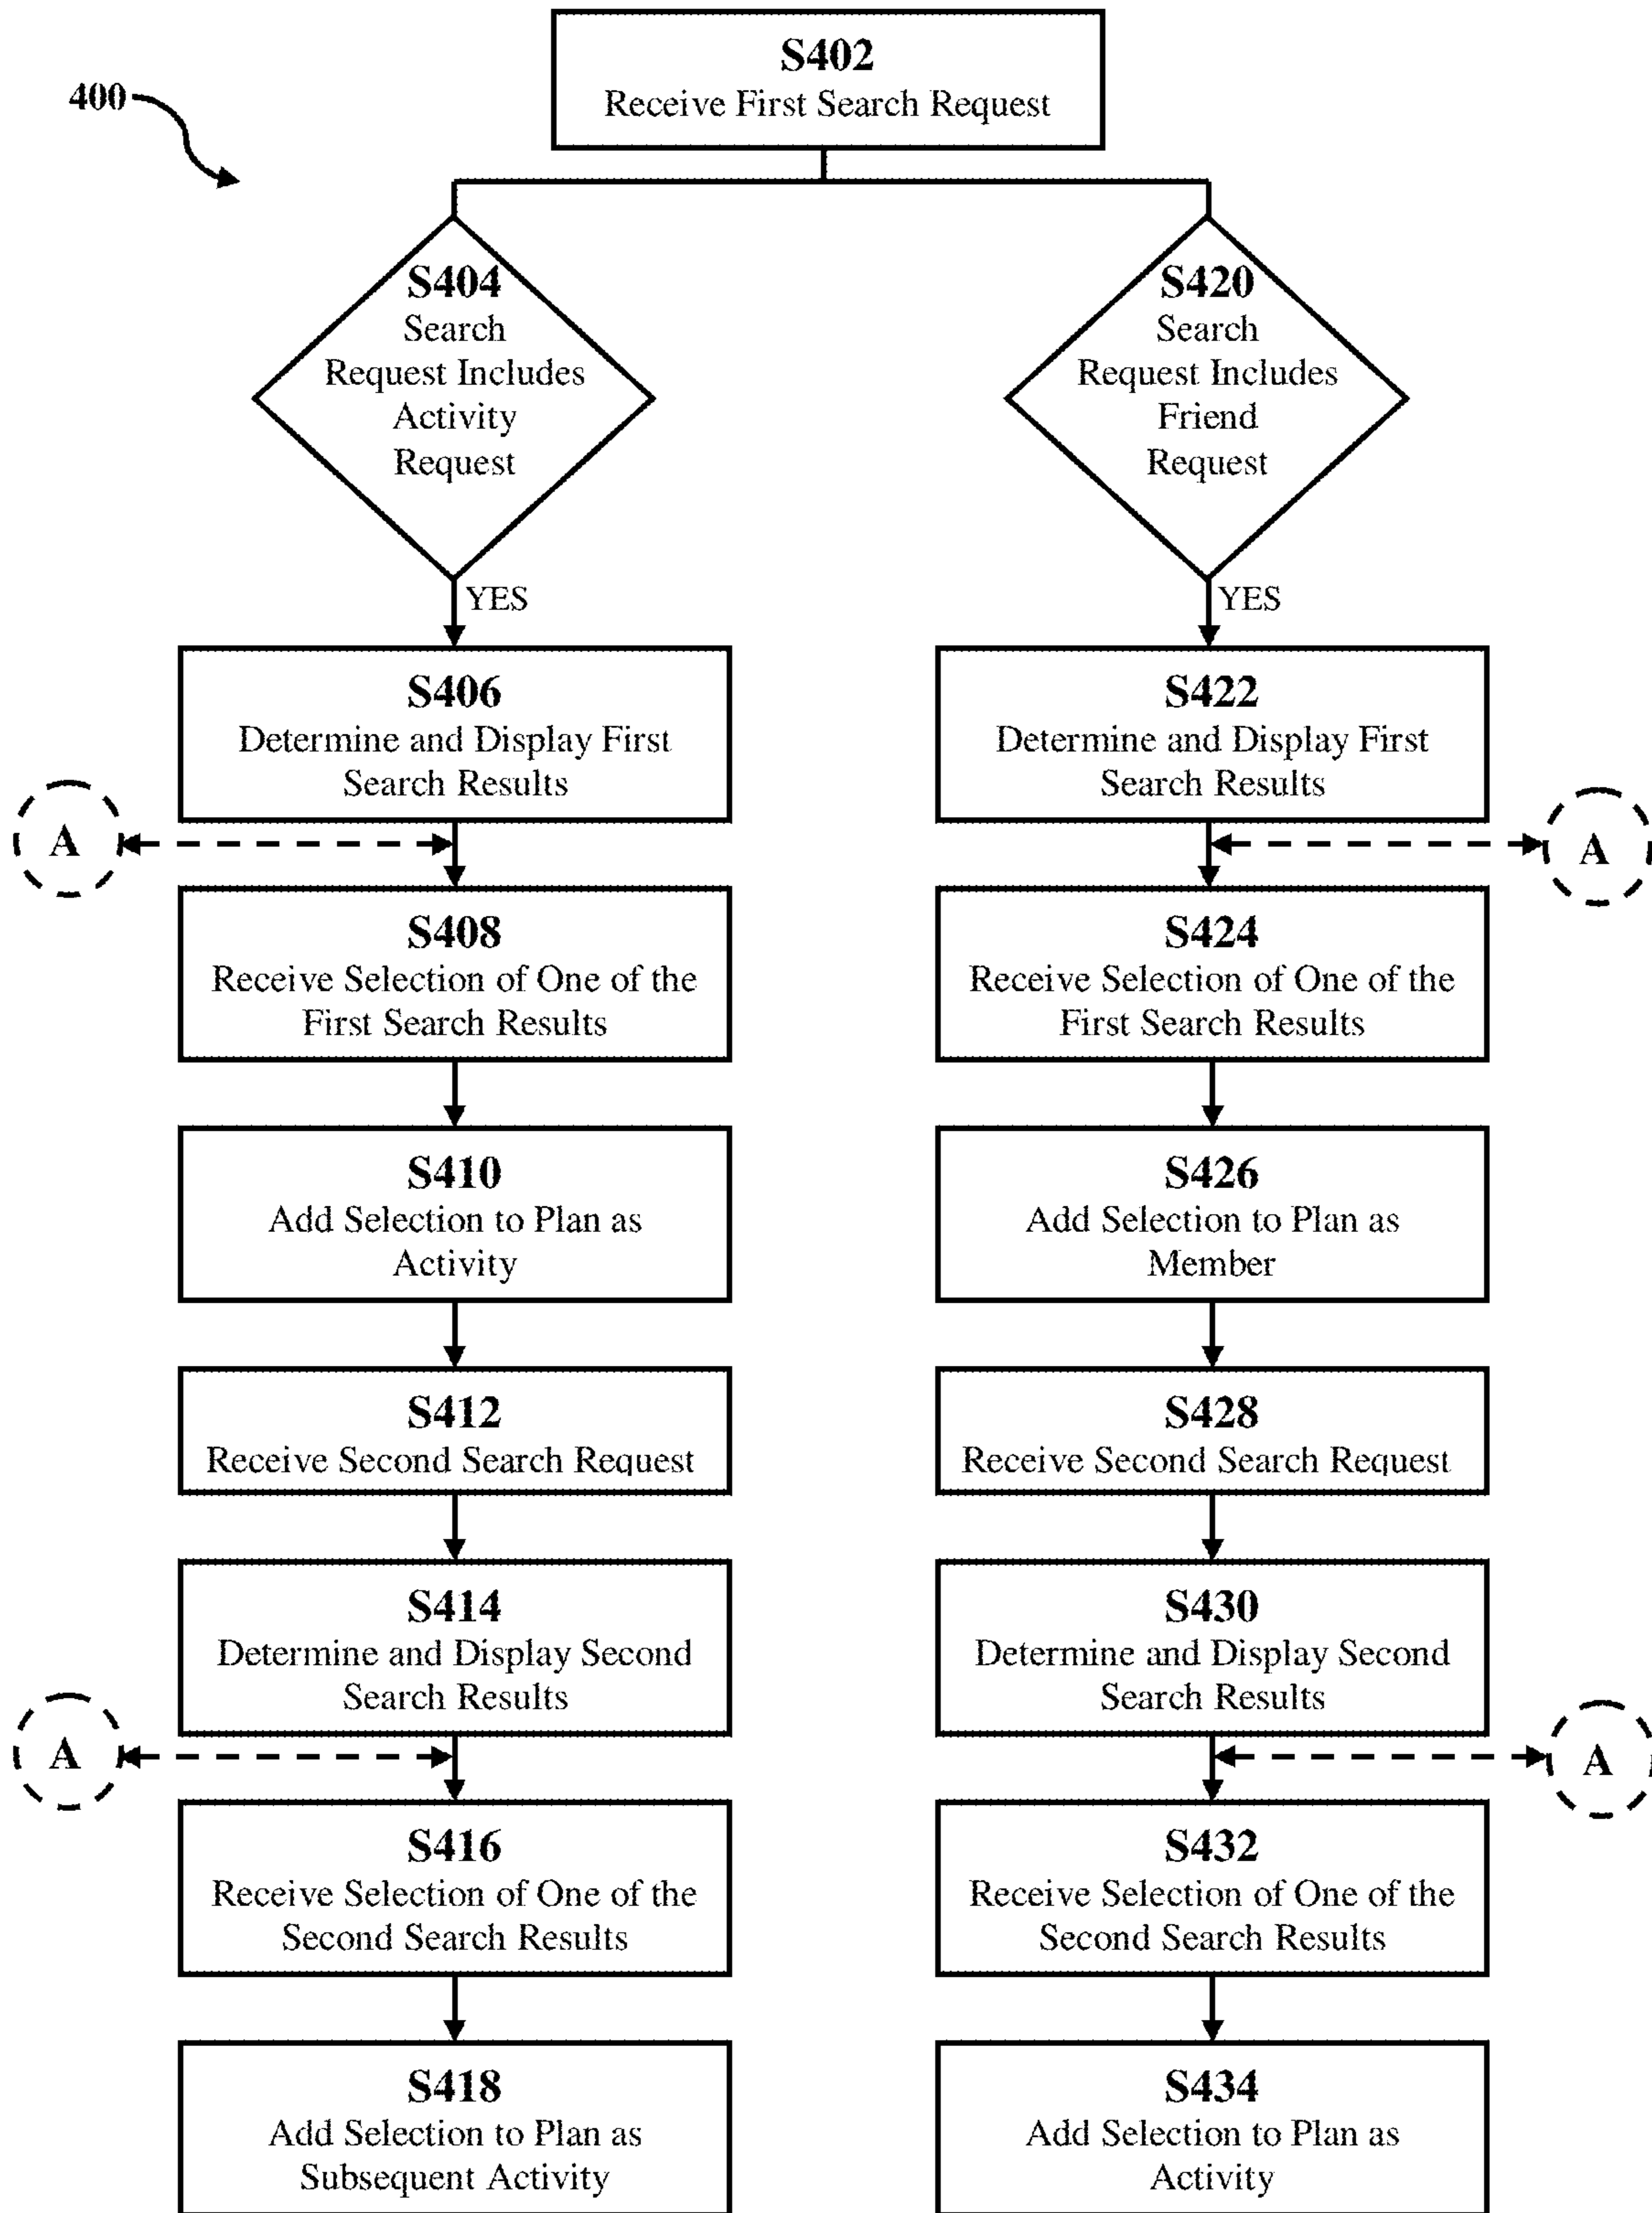 S402
Receive First Search Request
400
S404
Search
Request Includes
Activity
Request
YES
S406
Determine and Display First
Search Results
A
S408
Receive Selection of One of the
First Search Results
S410
Add Selection to Plan as
Activity
S412
Receive Second Search Request
S414
Determine and Display Second
Search Results
A
S416
Receive Selection of One of the
Second Search Results
S418
Add Selection to Plan as
Subsequent Activity
S420
Search
Request Includes
Friend
Request
YES
S422
Determine and Display First
Search Results
A
S424
Receive Selection of One of the
First Search Results
S426
Add Selection to Plan as
Member
S428
Receive Second Search Request
S430
Determine and Display Second
Search Results
A
S432
Receive Selection of One of the
Second Search Results
S434
Add Selection to Plan as
Activity